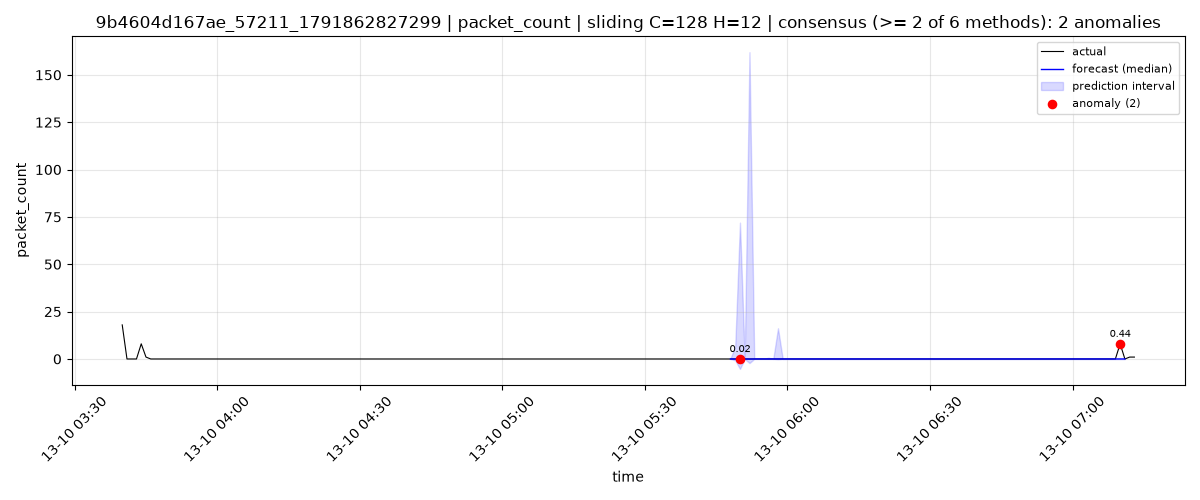 9b4604d167ae_57211_1791862827299 | packet_count | sliding C=128 H=12 | consensus (>= 2 of 6 methods): 2 anomalies
actual
forecast (median)
prediction interval
anomaly (2)
packet_count
150
125
100
75
50
25
0
0.02
0.44
13-10 03:30
13-10 04:00
13-10 04:30
13-10 05:00
13-10 05:30
13-10 06:00
13-10 06:30
13-10 07:00
time